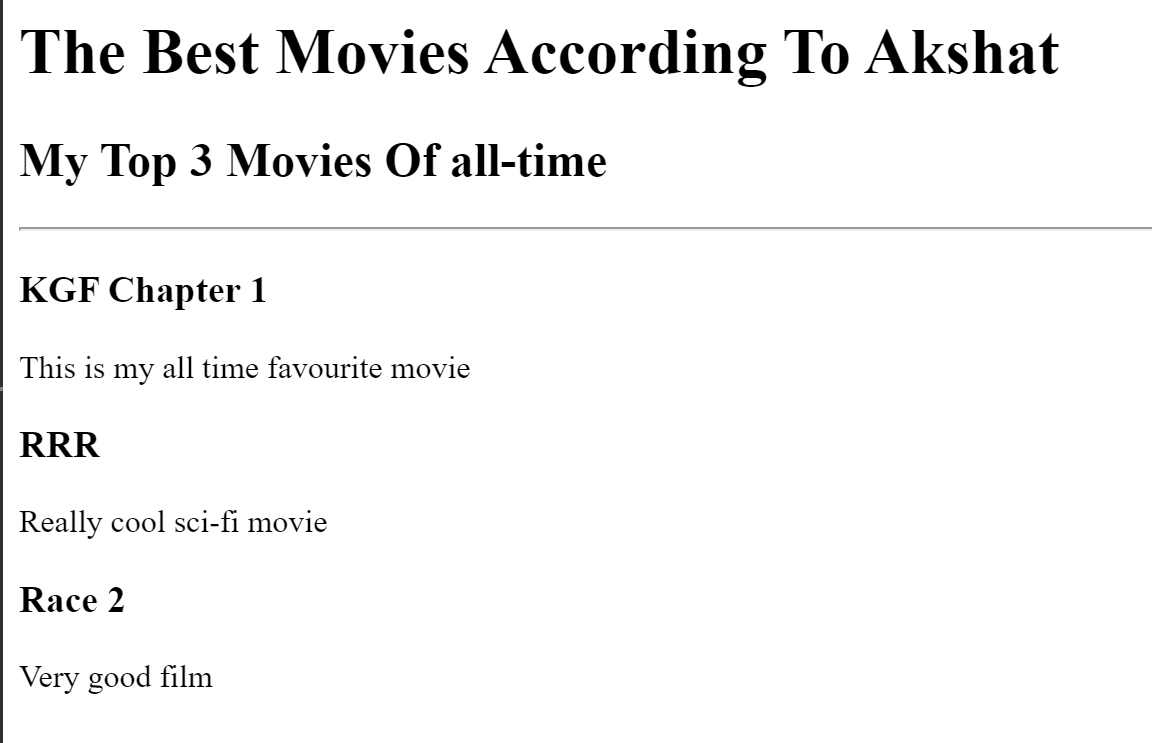 The Best Movies According To Akshat
My Top 3 Movies Of all-time
KGF Chapter 1
This is my all time favourite movie
RRR
Really cool sci-fi movie
Race 2
Very good film